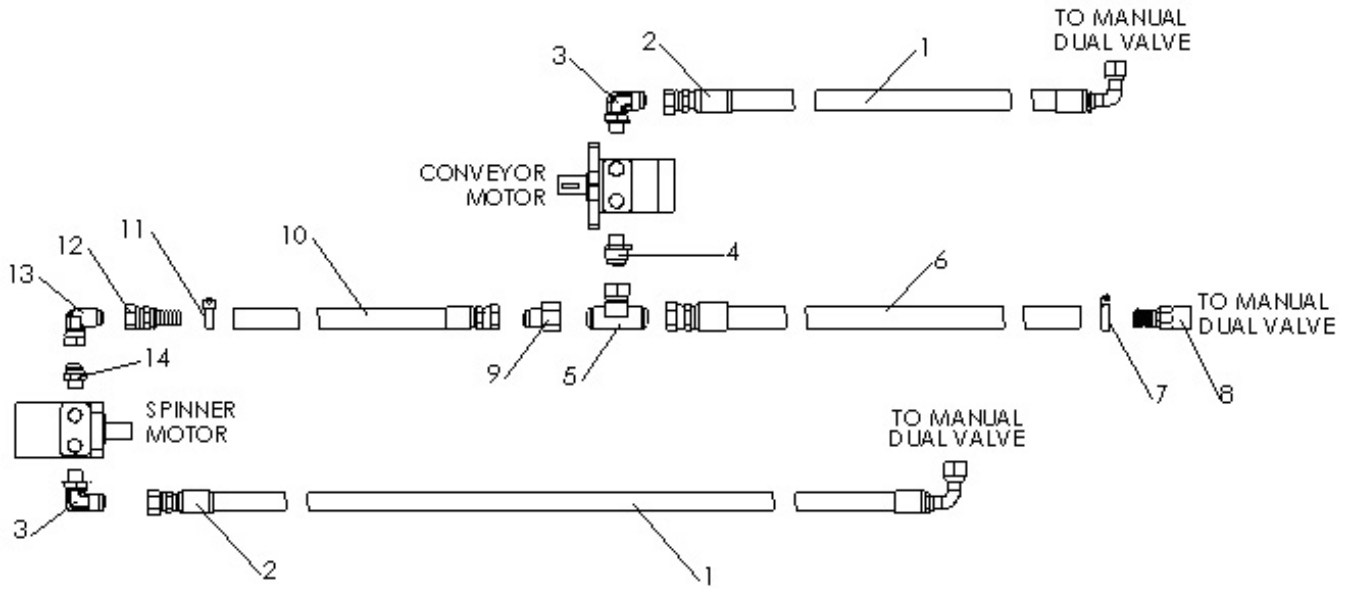 TO MANUAL
DUAL VALVE
3
2
1
CONVEYOR
MOTOR
4
13
12
11
10
6
TO MANUAL
DUAL VALVE
14
9
5
7
8
SPINNER
MOTOR
TO MANUAL
DUAL VALVE
3
2
1